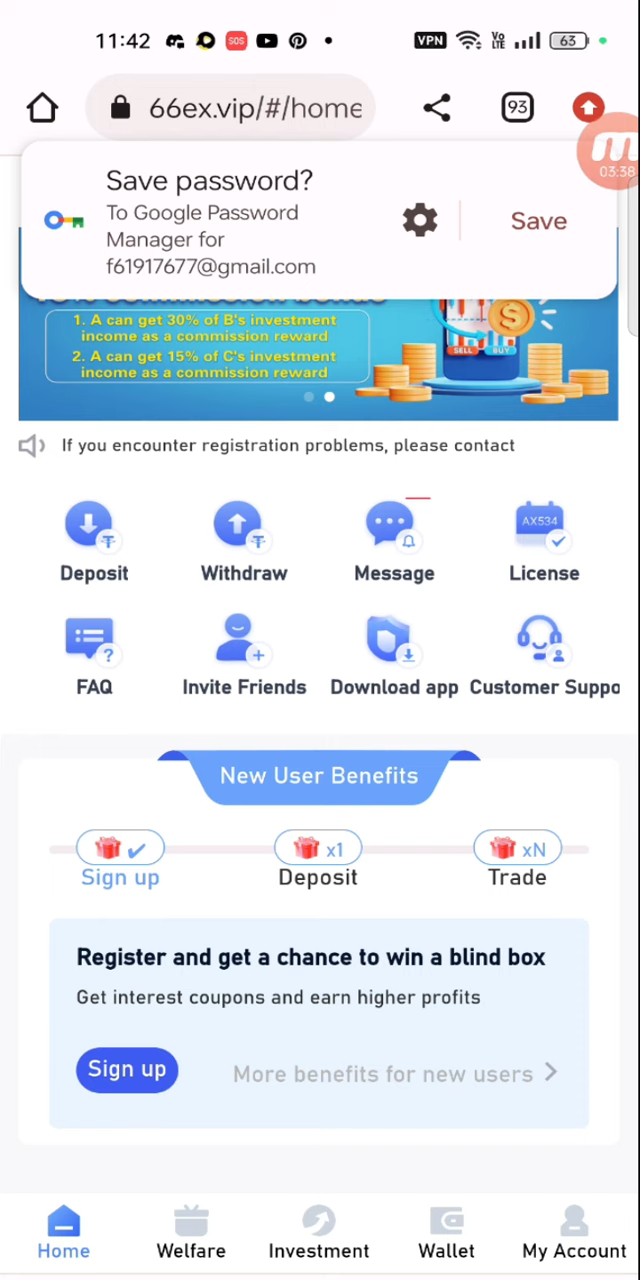 11:42
SOS
VPN
Vo
LTE
63
66ex.vip/#/home
93
03:38
Save password?
To Google Password
Manager for
f61917677@gmail.com
Save
1. A can get 30% of B's investment
income as a commission reward
2. A can get 15% of C's investment
income as a commission reward
SELL
BUY
If you encounter registration problems, please contact
AX534
Deposit
Withdraw
Message
License
FAQ
Invite Friends
Download app
Customer Suppo
New User Benefits
x1
xN
Sign up
Deposit
Trade
Register and get a chance to win a blind box
Get interest coupons and earn higher profits
Sign up
More benefits for new users
Home
Welfare
Investment
Wallet
My Account